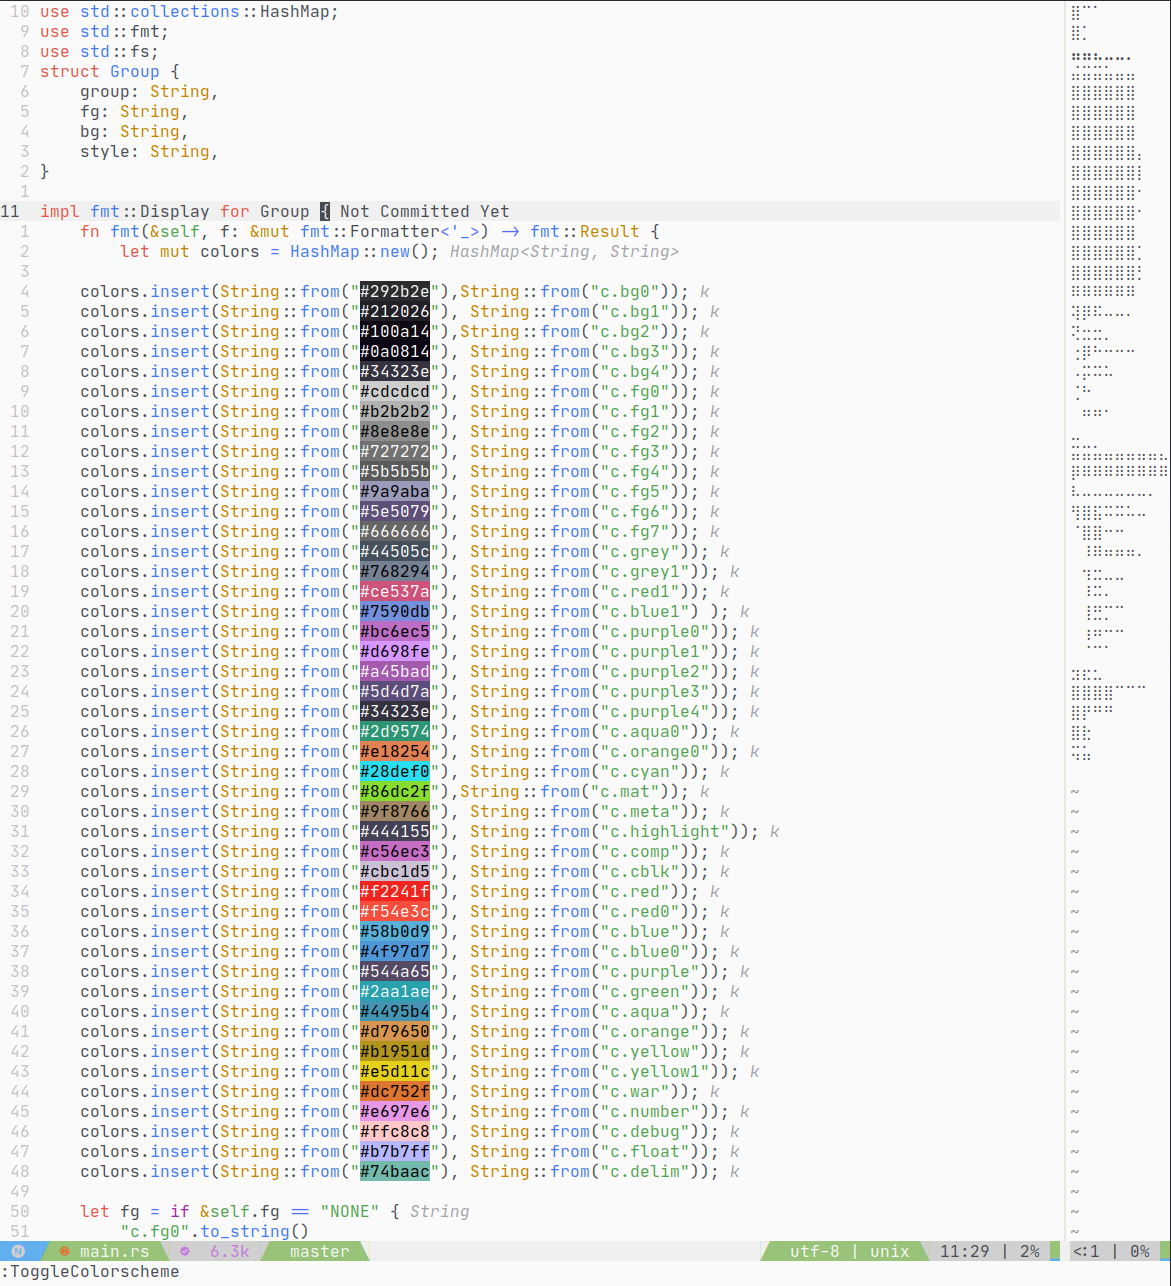 10 use std::collections::HashMap;
9 use std::fmt;
8 use std::fs;
7 struct Group {
6     group: String,
5     fg: String,
4     bg: String,
3     style: String,
2 }
1
11 impl fmt::Display for Group { Not Committed Yet
1     fn fmt(&self, f: &mut fmt::Formatter<'_>) -> fmt::Result {
2         let mut colors = HashMap::new(); HashMap<String, String>
3
4     colors.insert(String::from("#292b2e"),String::from("c.bg0")); k
5     colors.insert(String::from("#212026"), String::from("c.bg1")); k
6     colors.insert(String::from("#100a14"),String::from("c.bg2")); k
7     colors.insert(String::from("#0a0814"), String::from("c.bg3")); k
8     colors.insert(String::from("#34323e"), String::from("c.bg4")); k
9     colors.insert(String::from("#cdcdcd"), String::from("c.fg0")); k
10     colors.insert(String::from("#b2b2b2"), String::from("c.fg1")); k
11     colors.insert(String::from("#8e8e8e"), String::from("c.fg2")); k
12     colors.insert(String::from("#727272"), String::from("c.fg3")); k
13     colors.insert(String::from("#5b5b5b"), String::from("c.fg4")); k
14     colors.insert(String::from("#9a9aba"), String::from("c.fg5")); k
15     colors.insert(String::from("#5e5079"), String::from("c.fg6")); k
16     colors.insert(String::from("#666666"), String::from("c.fg7")); k
17     colors.insert(String::from("#44505c"), String::from("c.grey")); k
18     colors.insert(String::from("#768294"), String::from("c.grey1")); k
19     colors.insert(String::from("#ce537a"), String::from("c.red1")); k
20     colors.insert(String::from("#7590db"), String::from("c.blue1") ); k
21     colors.insert(String::from("#bc6ec5"), String::from("c.purple0")); k
22     colors.insert(String::from("#d698fe"), String::from("c.purple1")); k
23     colors.insert(String::from("#a45bad"), String::from("c.purple2")); k
24     colors.insert(String::from("#5d4d7a"), String::from("c.purple3")); k
25     colors.insert(String::from("#34323e"), String::from("c.purple4")); k
26     colors.insert(String::from("#2d9574"), String::from("c.aqua0")); k
27     colors.insert(String::from("#e18254"), String::from("c.orange0")); k
28     colors.insert(String::from("#28def0"), String::from("c.cyan")); k
29     colors.insert(String::from("#86dc2f"),String::from("c.mat")); k
30     colors.insert(String::from("#9f8766"), String::from("c.meta")); k
31     colors.insert(String::from("#444155"), String::from("c.highlight")); k
32     colors.insert(String::from("#c56ec3"), String::from("c.comp")); k
33     colors.insert(String::from("#cbc1d5"), String::from("c.cblk")); k
34     colors.insert(String::from("#f2241f"), String::from("c.red")); k
35     colors.insert(String::from("#f54e3c"), String::from("c.red0")); k
36     colors.insert(String::from("#58b0d9"), String::from("c.blue")); k
37     colors.insert(String::from("#4f97d7"), String::from("c.blue0")); k
38     colors.insert(String::from("#544a65"), String::from("c.purple")); k
39     colors.insert(String::from("#2aa1ae"), String::from("c.green")); k
40     colors.insert(String::from("#4495b4"), String::from("c.aqua")); k
41     colors.insert(String::from("#d79650"), String::from("c.orange")); k
42     colors.insert(String::from("#b1951d"), String::from("c.yellow")); k
43     colors.insert(String::from("#e5d11c"), String::from("c.yellow1")); k
44     colors.insert(String::from("#dc752f"), String::from("c.war")); k
45     colors.insert(String::from("#e697e6"), String::from("c.number")); k
46     colors.insert(String::from("#ffc8c8"), String::from("c.debug")); k
47     colors.insert(String::from("#b7b7ff"), String::from("c.float")); k
48     colors.insert(String::from("#74baac"), String::from("c.delim")); k
49
50     let fg = if &self.fg == "NONE" { String
51         "c.fg0".to_string()
N main.rs 6.3k master utf-8 | unix 11:29 | 2% <:1 | 0%
:ToggleColorscheme